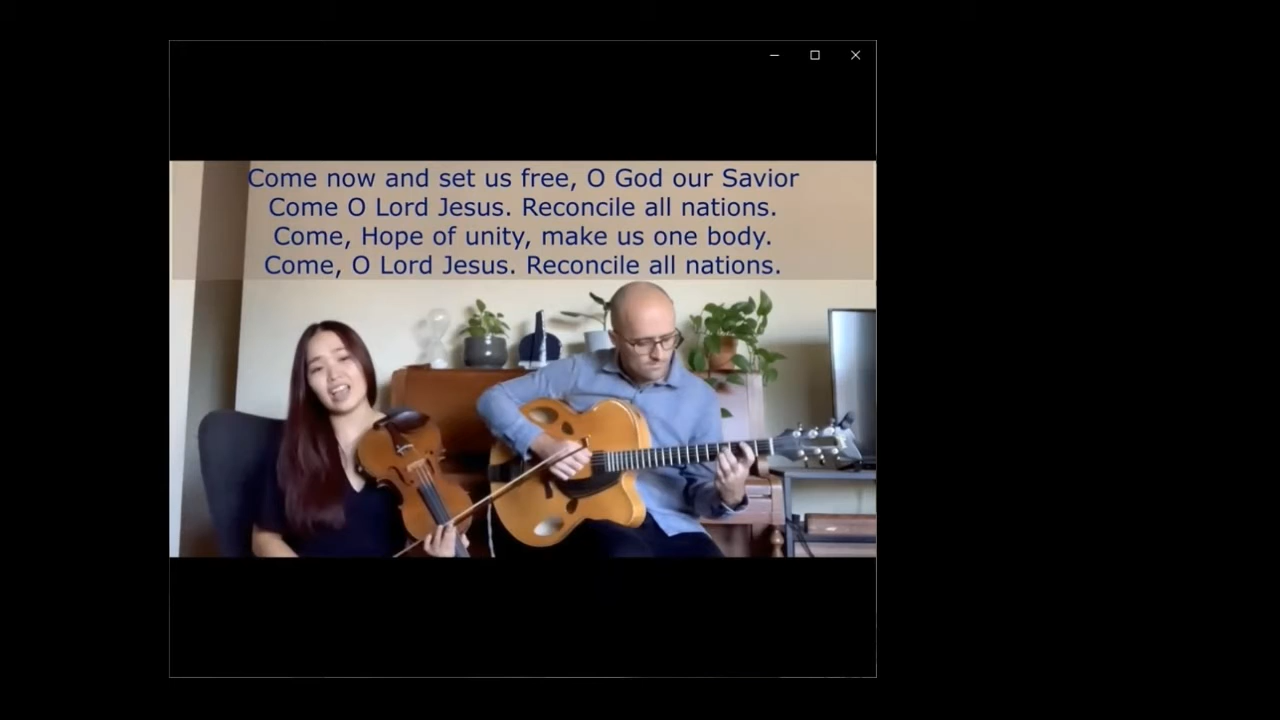 Come now and set us free, O God our Savior
Come O Lord Jesus. Reconcile all nations.
Come, Hope of unity, make us one body.
Come, O Lord Jesus. Reconcile all nations.